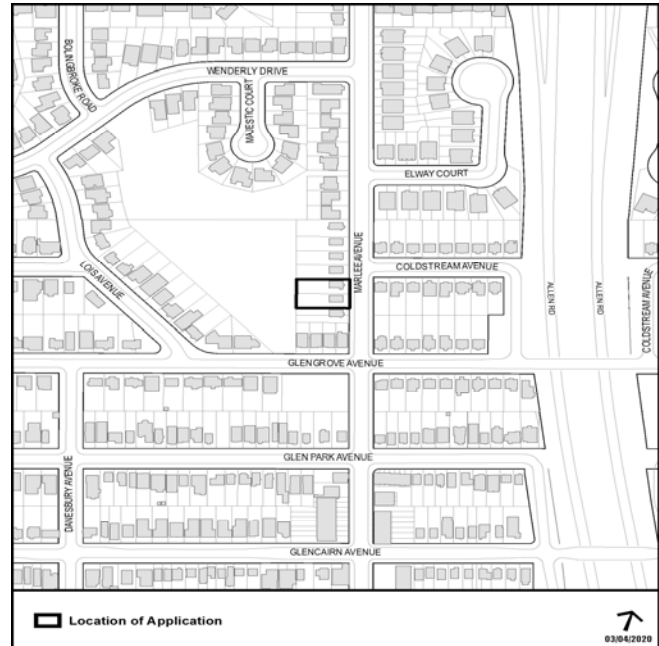 BOLINGBROKE ROAD
WENDERLY DRIVE
MAJESTIC COURT
ELWAY COURT
MARLEE AVENUE
COLDSTREAM AVENUE
LOIS AVENUE
ALLEN RD
ALLEN RD
COLDSTREAM AVENUE
GLENGROVE AVENUE
GLEN PARK AVENUE
DANESBURY AVENUE
GLENCAIRN AVENUE
Location of Application
03/04/2020